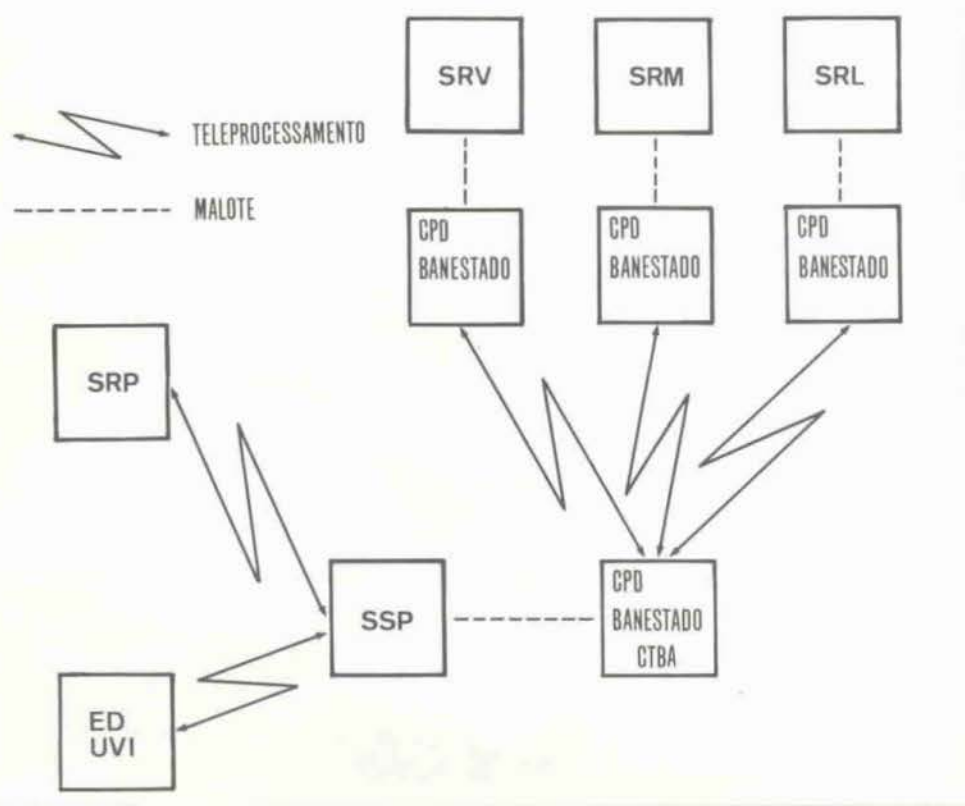 SRV
SRM
SRL
TELEPROCESSAMENTO
MALOTE
CPD
BANESTADO
CPD
BANESTADO
CPD
BANESTADO
SRP
SSP
CPD
BANESTADO
CTBA
ED
UVI